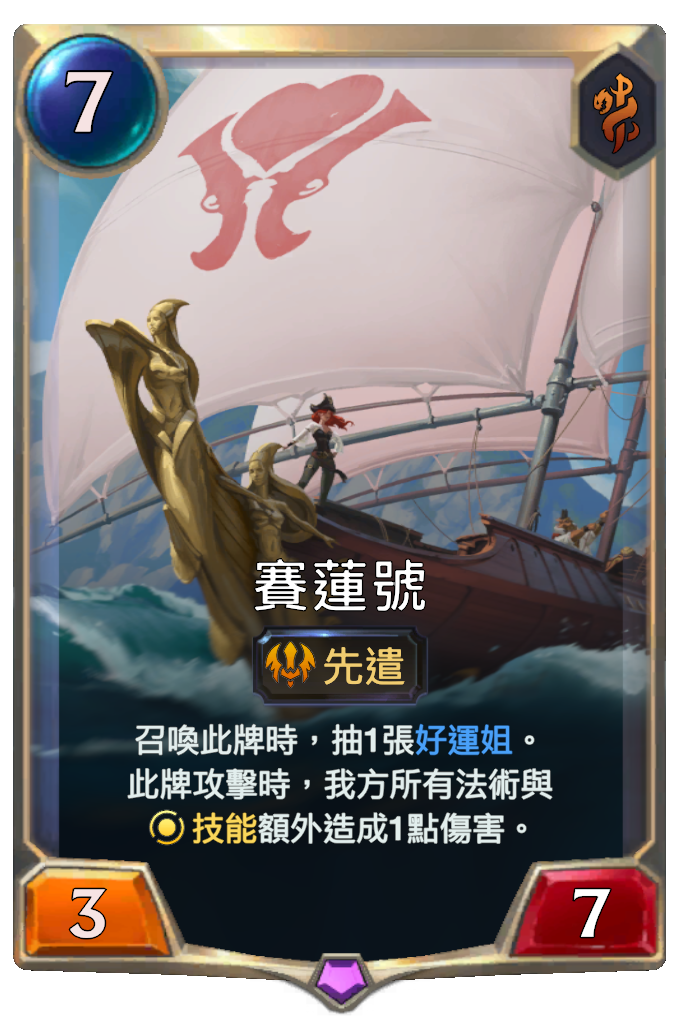 7
賽蓮號
先遣
召喚此牌時，抽1張好運姐。
此牌攻擊時，我方所有法術與
技能額外造成1點傷害。
3
7